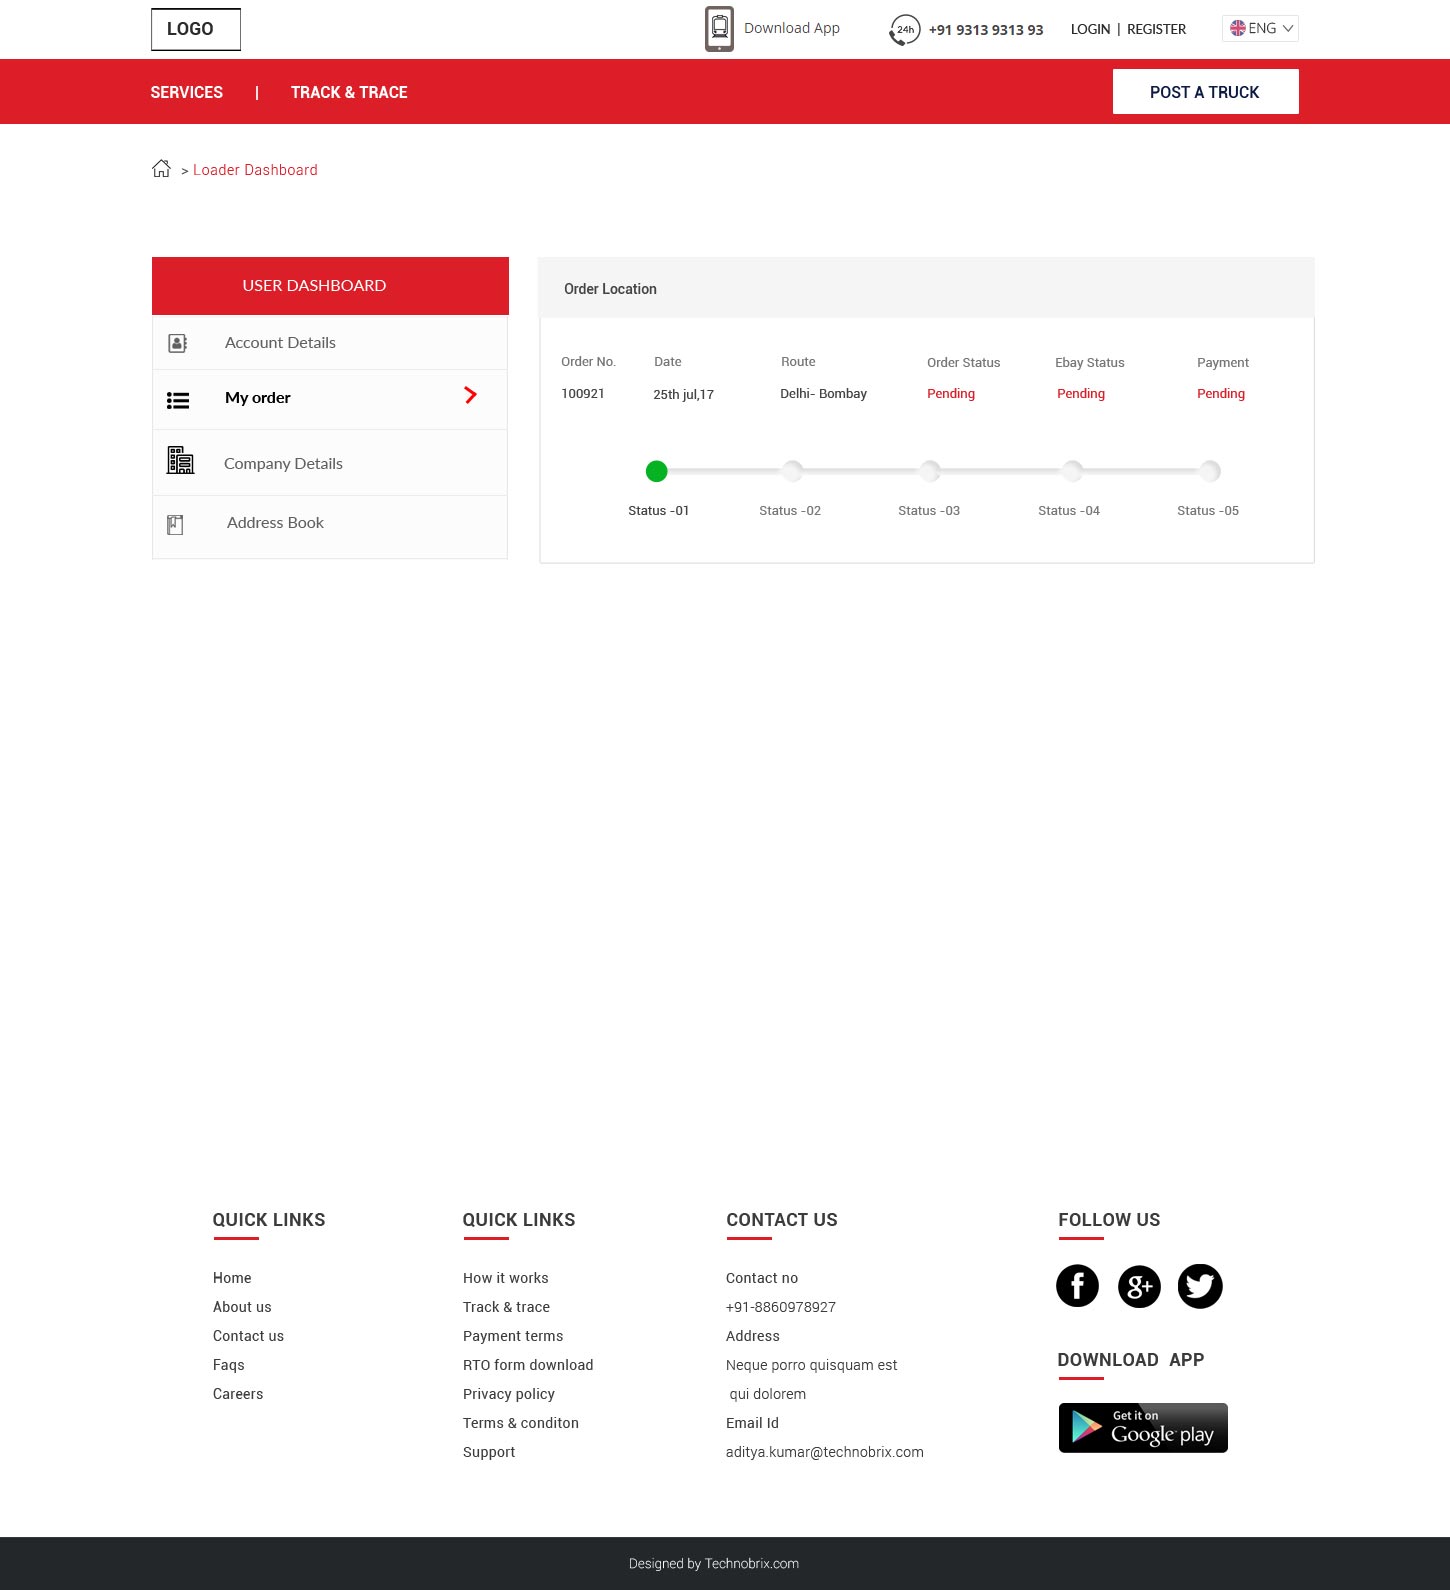 LOGO
Download App
24h
+91 9313 9313 93
LOGIN | REGISTER
ENG
SERVICES | TRACK & TRACE
POST A TRUCK
> Loader Dashboard
USER DASHBOARD
Account Details
My order
Company Details
Address Book
Order Location
Order No. Date Route Order Status Ebay Status Payment
100921 25th jul,17 Delhi- Bombay Pending Pending Pending
Status -01 Status -02 Status -03 Status -04 Status -05
QUICK LINKS
Home
About us
Contact us
Faqs
Careers
QUICK LINKS
How it works
Track & trace
Payment terms
RTO form download
Privacy policy
Terms & conditon
Support
CONTACT US
Contact no
+91-8860978927
Address
Neque porro quisquam est
qui dolorem
Email Id
aditya.kumar@technobrix.com
FOLLOW US
f g+
DOWNLOAD APP
Get it on
Google play
Designed by Technobrix.com